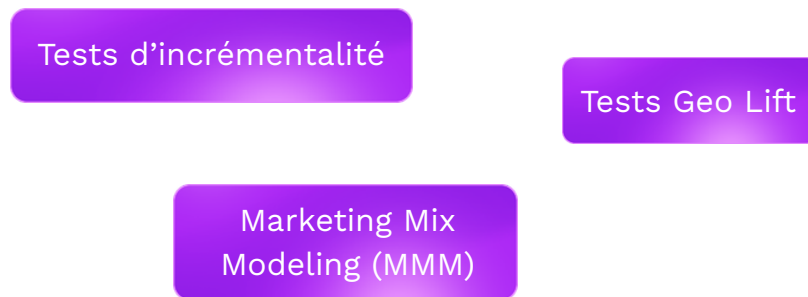 Tests d’incrémentalité
Tests Geo Lift
Marketing Mix
Modeling (MMM)